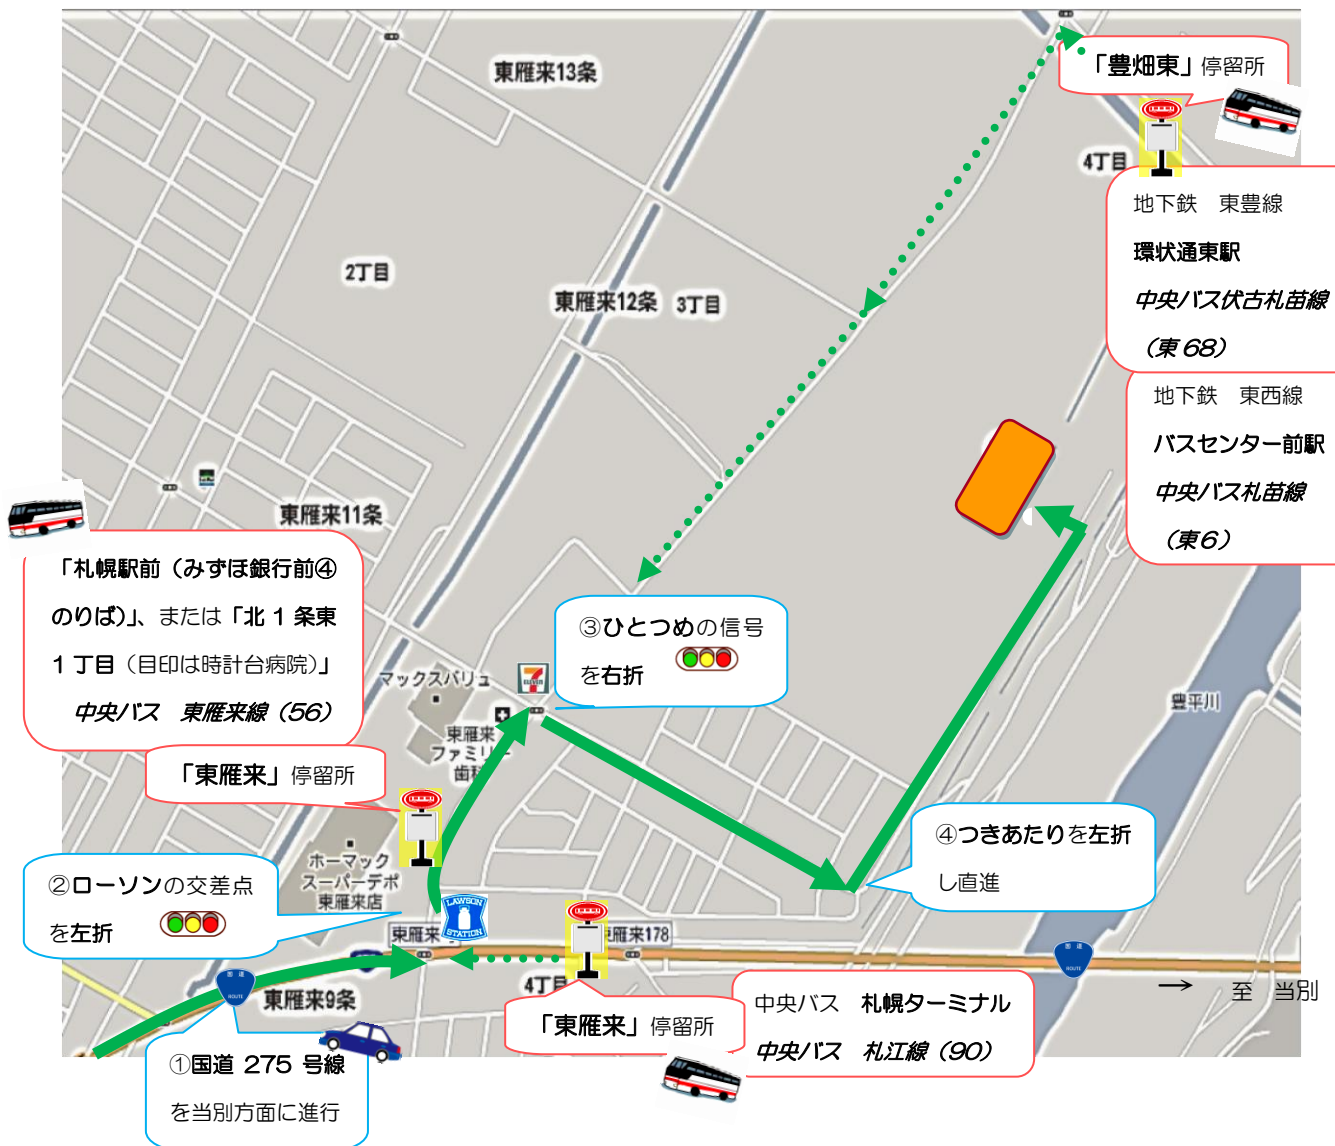 東雁来13条
「豊畑東」停留所
4丁目
地下鉄　東豊線
環状通東駅
中央バス伏古札苗線
（東 68）
地下鉄　東西線
バスセンター前駅
中央バス札苗線
（東 6）
2丁目
東雁来12条
3丁目
東雁来11条
「札幌駅前（みずほ銀行前④
のりば）」、または「北 1 条東
1 丁目（目印は時計台病院）」
中央バス　東雁来線（56）
「東雁来」停留所
③ひとつめの信号
を右折
マックスバリュ
7
ELEVEN
東雁来
ファミリー
歯科
豊平川
④つきあたりを左折
し直進
ホーマック
スーパーデポ
東雁来店
②ローソンの交差点
を左折
LAWSON
STATION
東雁来
東雁来178
国道
ROUTE
国道
ROUTE
東雁来9条
4丁目
→　至　当別
「東雁来」停留所
中央バス　札幌ターミナル
中央バス　札江線（90）
①国道 275 号線
を当別方面に進行